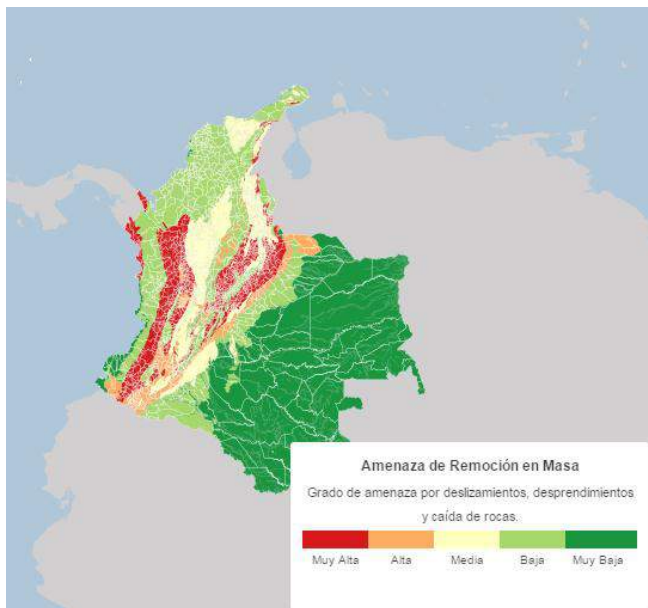 Amenaza de Remoción en Masa
Grado de amenaza por deslizamientos, desprendimientos
y caída de rocas.
Muy Alta Alta Media Baja Muy Baja